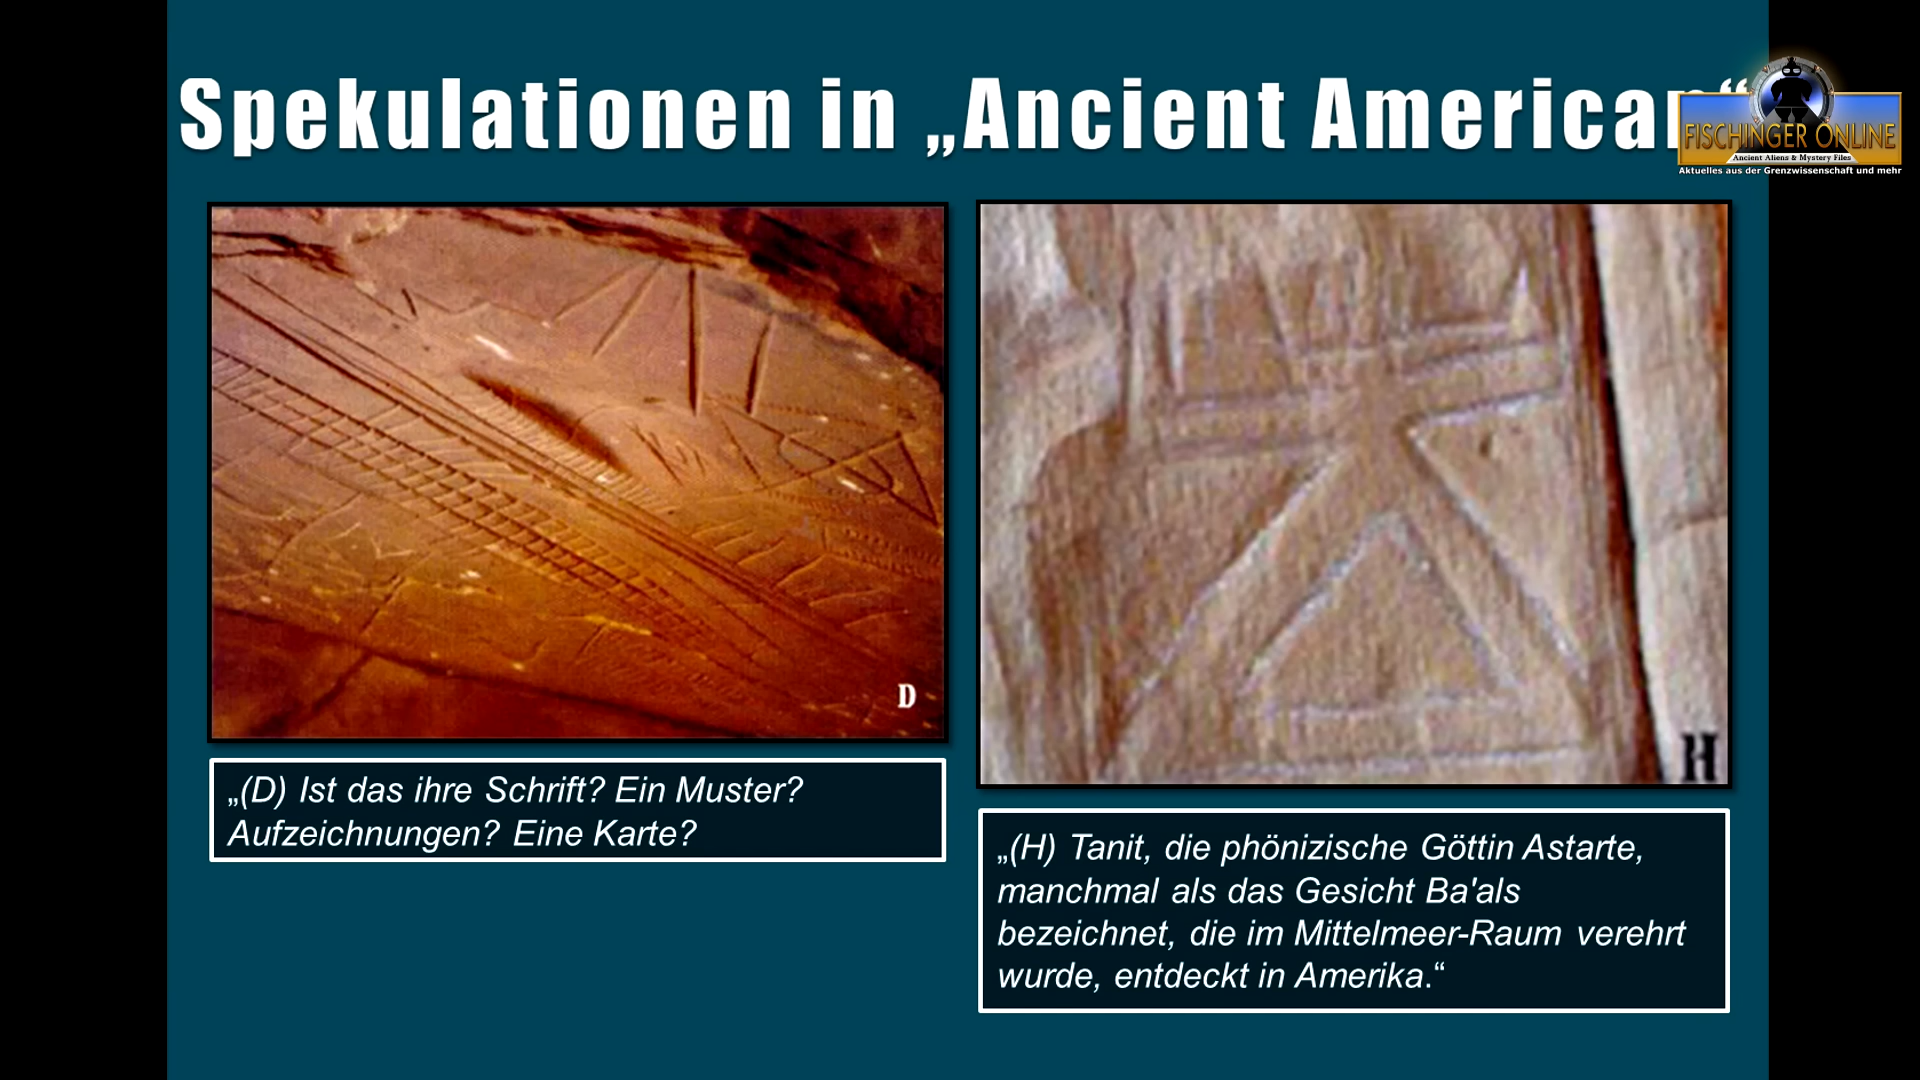 Spekulationen in „Ancient American“
FISCHINGER ONLINE
Ancient Aliens & Mystery Files
Aktuelles aus der Grenzwissenschaft und mehr
D
H
„(D) Ist das ihre Schrift? Ein Muster?
Aufzeichnungen? Eine Karte?
„(H) Tanit, die phönizische Göttin Astarte,
manchmal als das Gesicht Ba'als
bezeichnet, die im Mittelmeer-Raum verehrt
wurde, entdeckt in Amerika.“